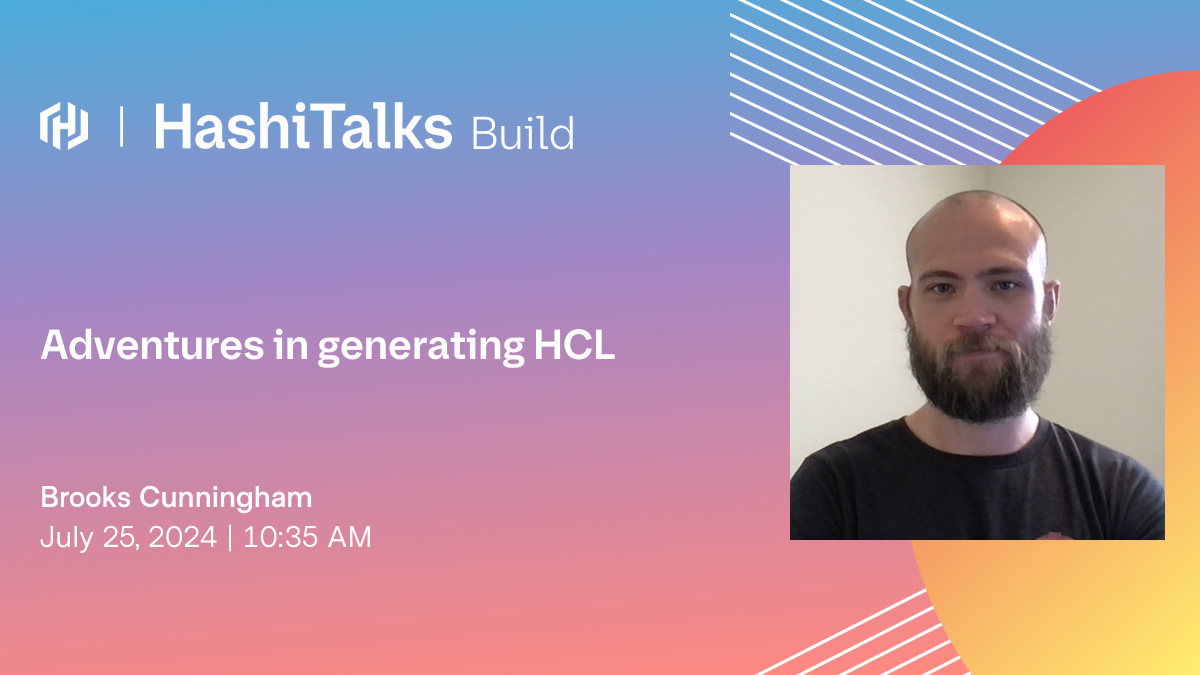 HashiTalks Build
Adventures in generating HCL
Brooks Cunningham
July 25, 2024 | 10:35 AM